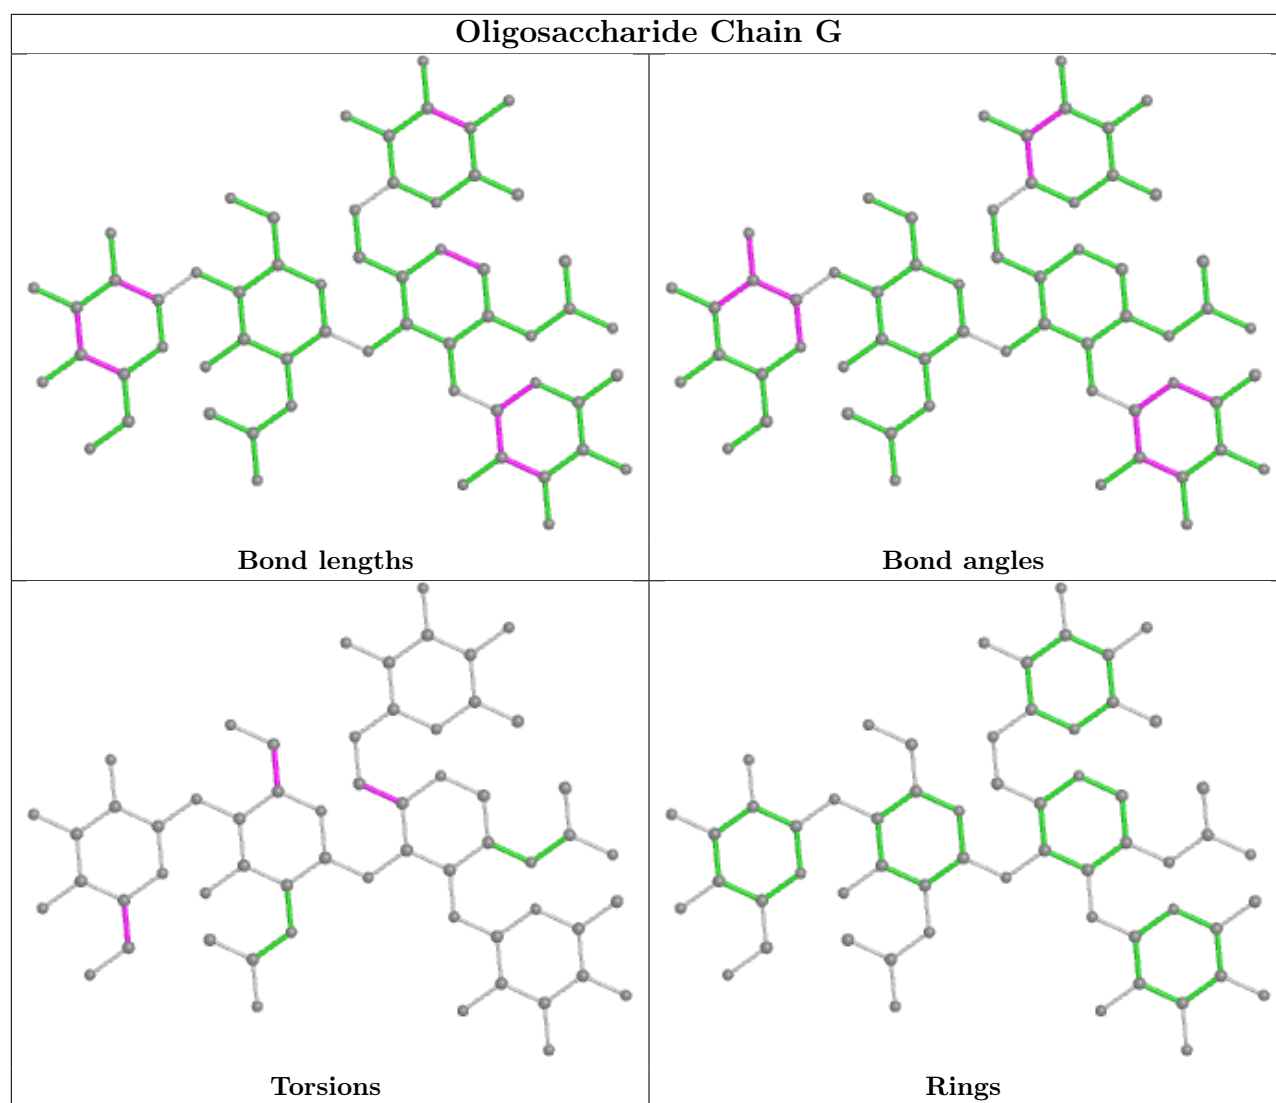 Oligosaccharide Chain G
Bond lengths
Bond angles
Torsions
Rings